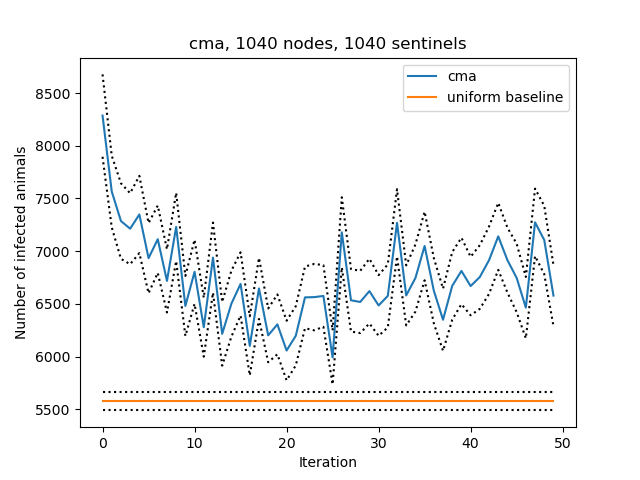 cma, 1040 nodes, 1040 sentinels
cma
uniform baseline
Number of infected animals
8500
8000
7500
7000
6500
6000
5500
0 10 20 30 40 50
Iteration